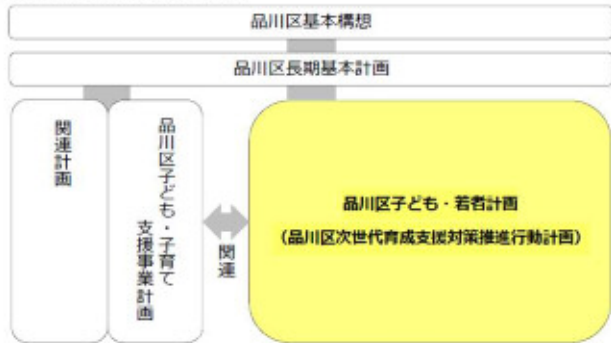 品川区基本構想
品川区長期基本計画
関連計画
品川区子ども・子育て
支援事業計画
関連
品川区子ども・若者計画
（品川区次世代育成支援対策推進行動計画）